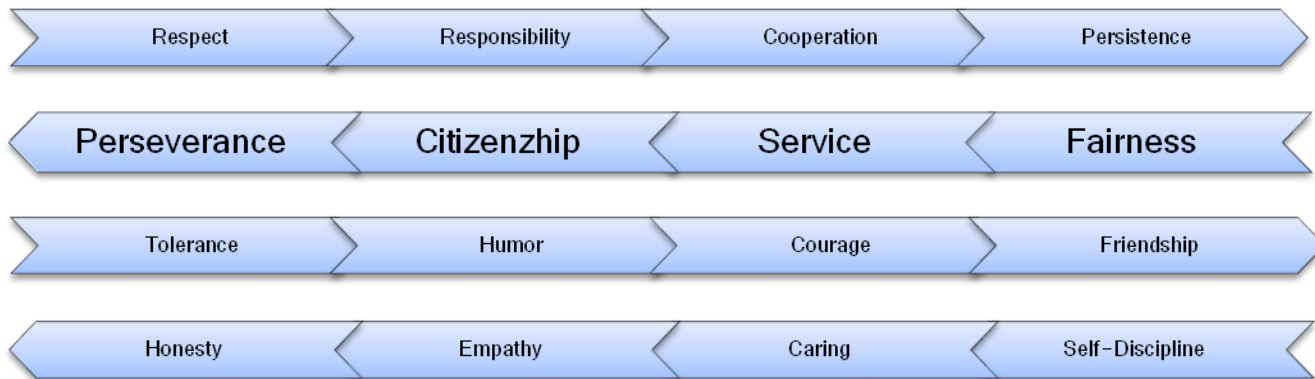 Respect Responsibility Cooperation Persistence
Perseverance Citizenzhip Service Fairness
Tolerance Humor Courage Friendship
Honesty Empathy Caring Self-Discipline